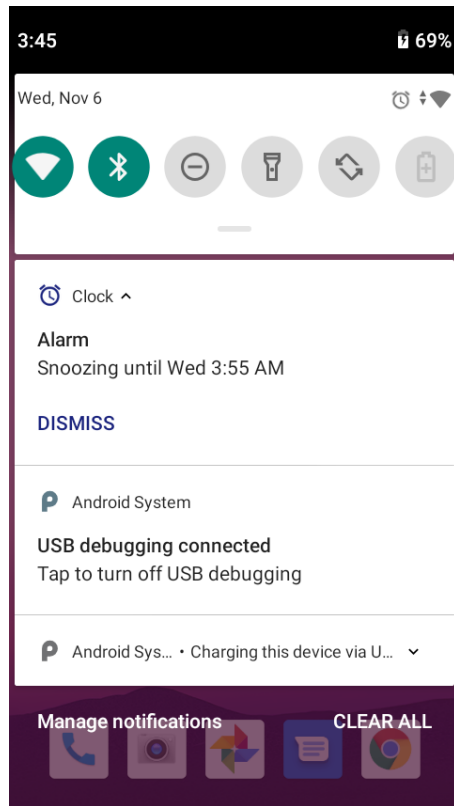 3:45
69%
Wed, Nov 6
Clock
Alarm
Snoozing until Wed 3:55 AM
DISMISS
Android System
USB debugging connected
Tap to turn off USB debugging
Android Sys... • Charging this device via U...
Manage notifications
CLEAR ALL